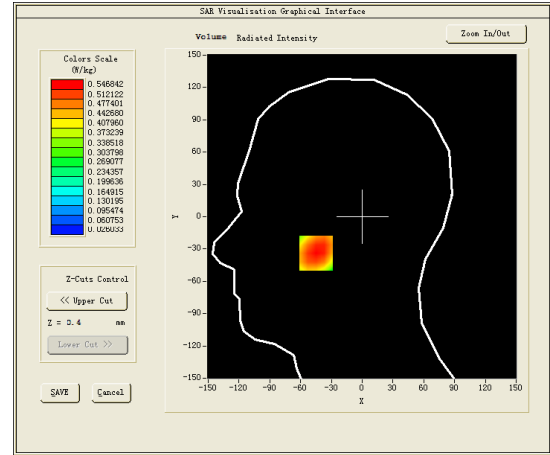 SAR Visualisation Graphical Interface
Volume Radiated Intensity
Zoom In/Out
Colors Scale
(W/kg)
0.546842
0.512122
0.477401
0.442680
0.407960
0.373239
0.338518
0.303798
0.269077
0.234357
0.199636
0.164915
0.130195
0.095474
0.060753
0.026033
Z-Cuts Control
<< Upper Cut
Z = 3.4 mm
Lower Cut >>
SAVE
Cancel
150
120
90
60
30
0
-30
-60
-90
-120
-150
Y
-150 -120 -90 -60 -30 0 30 60 90 120 150
X